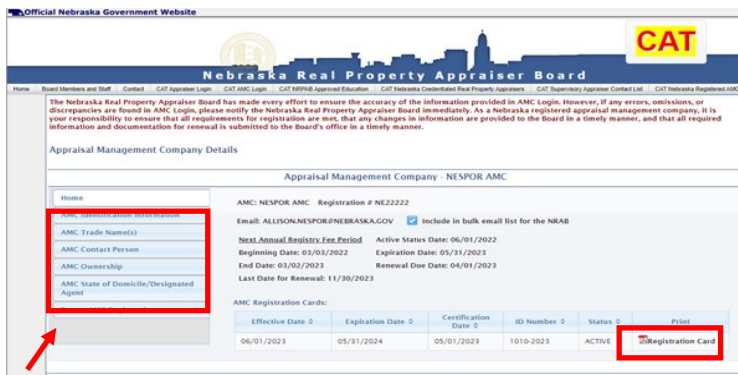 Official Nebraska Government Website
CAT
Nebraska Real Property Appraiser Board
Home Board Members and Staff Contact CAT Appraiser Login CAT AMC Login CAT NRPAB Approved Education CAT Nebraska Credentialed Real Property Appraisers CAT Supervisory Appraiser Contact List CAT Nebraska Registered AMC
The Nebraska Real Property Appraiser Board has made every effort to ensure the accuracy of the information provided in AMC Login. However, if any errors, omissions, or
discrepancies are found in AMC Login, please notify the Nebraska Real Property Appraiser Board immediately. As a Nebraska registered appraisal management company, it is
your responsibility to ensure that all requirements for registration are met, that any changes in information are provided to the Board in a timely manner, and that all required
information and documentation for renewal is submitted to the Board's office in a timely manner.
Appraisal Management Company Details
Appraisal Management Company - NESPOR AMC
Home
AMC Identification Information
AMC Trade Name(s)
AMC Contact Person
AMC Ownership
AMC State of Domicile/Designated
Agent
AMC: NESPOR AMC Registration # NE22222
Email: ALLISON.NESPOR@NEBRASKA.GOV Include in bulk email list for the NRAB
Next Annual Registry Fee Period Active Status Date: 06/01/2022
Beginning Date: 03/03/2022 Expiration Date: 05/31/2023
End Date: 03/02/2023 Renewal Due Date: 04/01/2023
Last Date for Renewal: 11/30/2023
AMC Registration Cards:
Effective Date Expiration Date Certification Date ID Number Status Print
06/01/2023 05/31/2024 05/01/2023 1010-2023 ACTIVE Registration Card